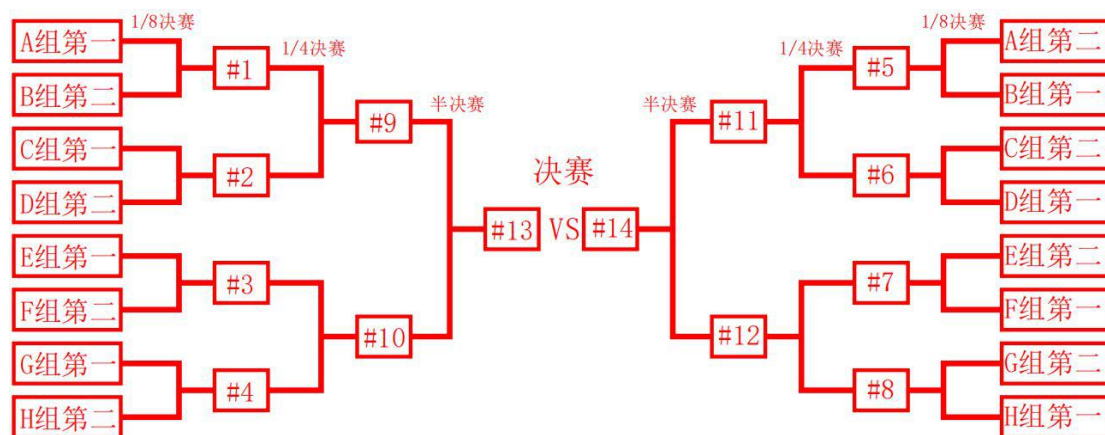 1/8决赛
A组第一
B组第二
C组第一
D组第二
E组第一
F组第二
G组第一
H组第二
1/4决赛
#1
#2
#3
#4
半决赛
#9
#10
决赛
#13 VS #14
半决赛
#11
#12
1/4决赛
#5
#6
#7
#8
1/8决赛
A组第二
B组第一
C组第二
D组第一
E组第二
F组第一
G组第二
H组第一